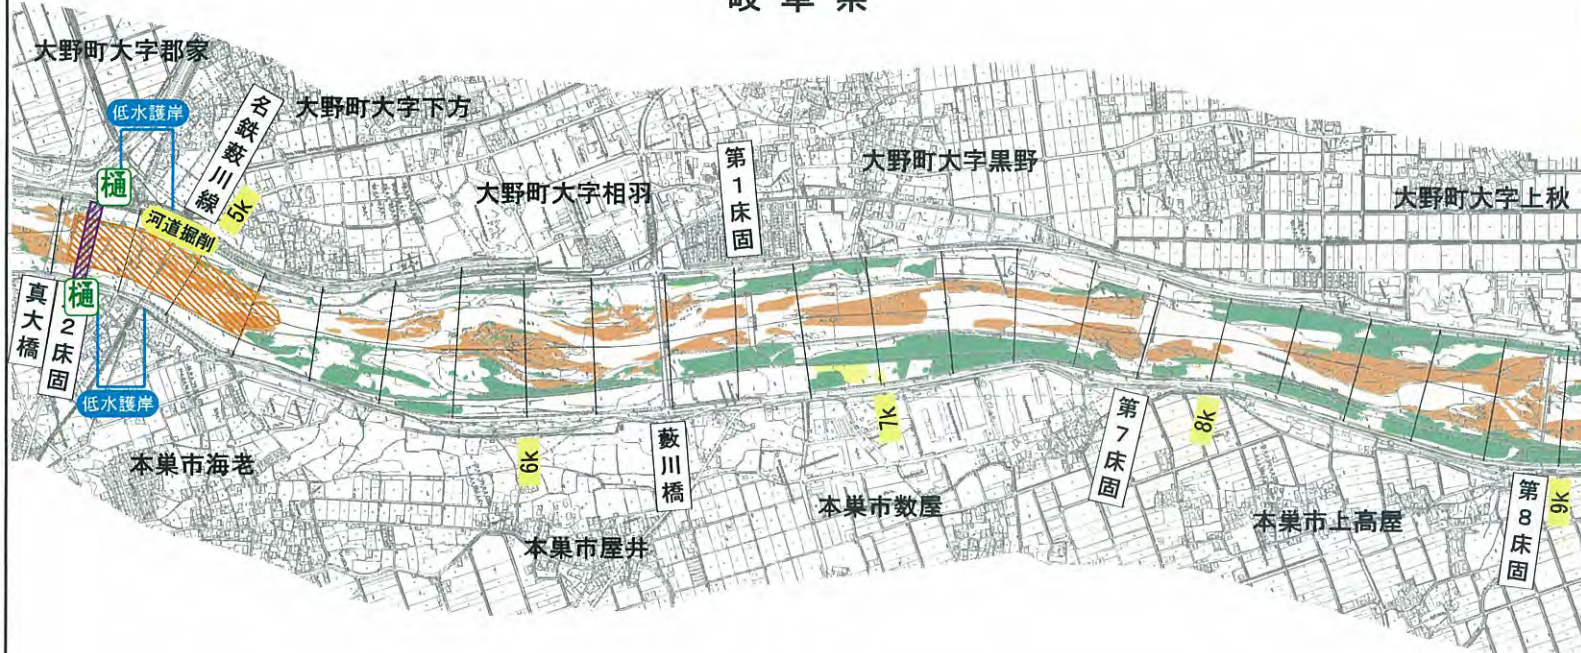 岐阜県
大野町大字郡家
低水護岸
名鉄薮川線
大野町大字下方
5k
樋
河道掘削
大野町大字相羽
第1床固
大野町大字黒野
大野町大字上秋
真大橋
樋
2床固
低水護岸
本巣市海老
6k
藪川橋
7k
本巣市屋井
本巣市数屋
第7床固
8k
本巣市上高屋
第8床固
9k